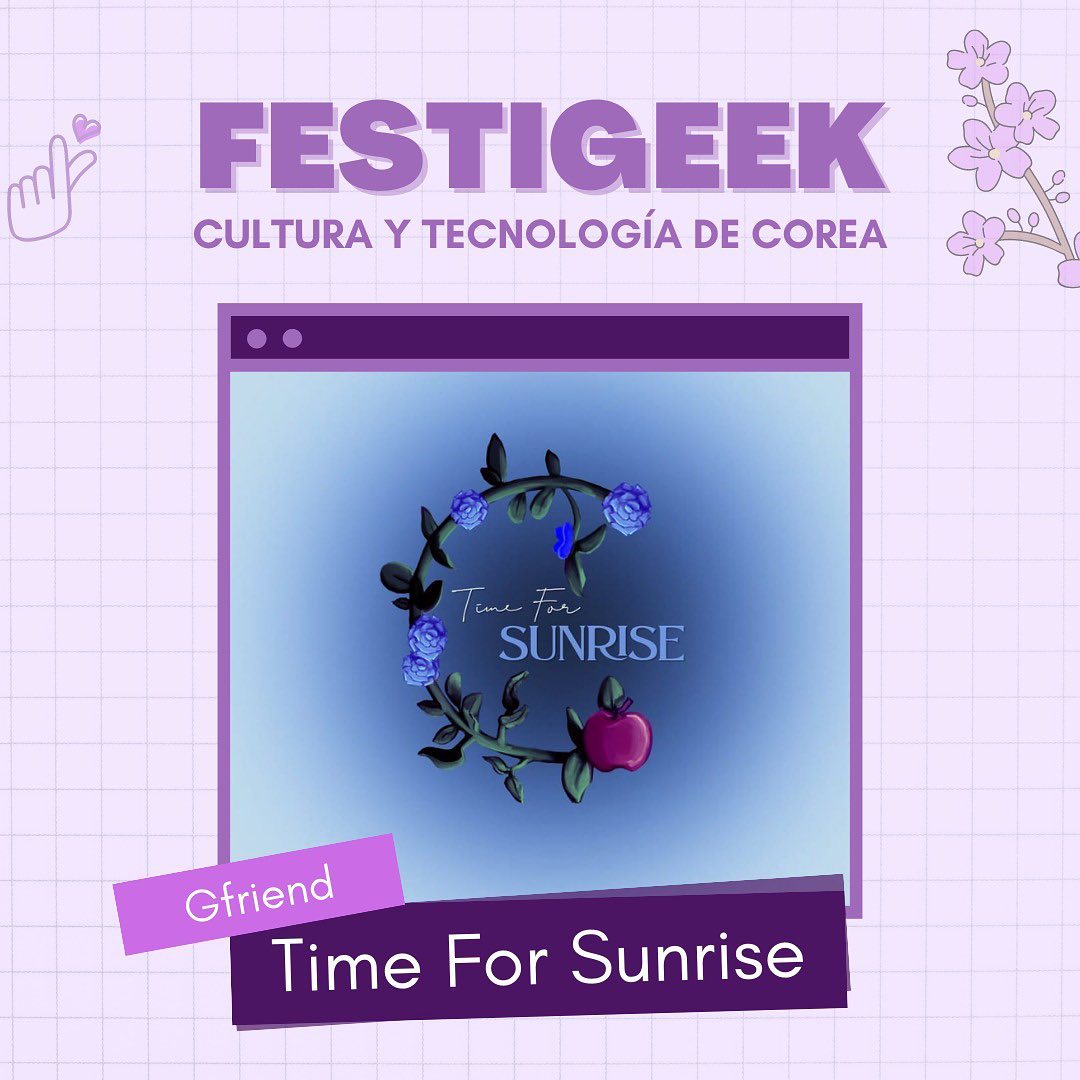 FESTIGEEK
CULTURA Y TECNOLOGÍA DE COREA
Time For
SUNRISE
Gfriend
Time For Sunrise